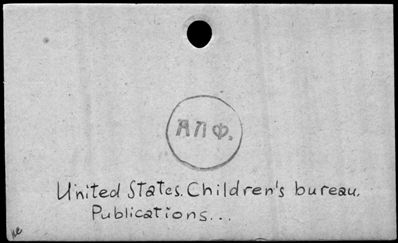 АПФ.
United States. Children's bureau.
Publications...